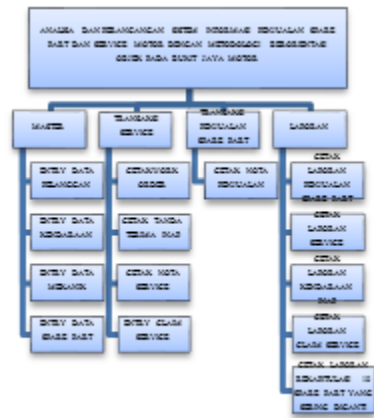 ANALISA DAN PERANCANGAN SISTEM INFORMASI PENJUALAN SPARE
PART DAN SERVICE MOTOR DENGAN METODOLOGI BERORIENTASI
OBJEK PADA BUKIT JAYA MOTOR
MASTER
ENTRY DATA
PELANGGAN
ENTRY DATA
KENDARAAN
ENTRY DATA
MEKANIK
ENTRY DATA
SPARE PART
TRANSAKSI
SERVICE
CETAK WORK
ORDER
CETAK TANDA
TERIMA INAP
CETAK NOTA
SERVICE
ENTRY CLAIM
SERVICE
TRANSAKSI
PENJUALAN
SPARE PART
CETAK NOTA
PENJUALAN
LAPORAN
CETAK
LAPORAN
PENJUALAN
SPARE PART
CETAK
LAPORAN
SERVICE
CETAK
LAPORAN
KENDARAAN
INAP
CETAK
LAPORAN
CLAIM SERVICE
CETAK LAPORAN
REKAPITULASI
SPARE PART YANG
SERING DIGANTI